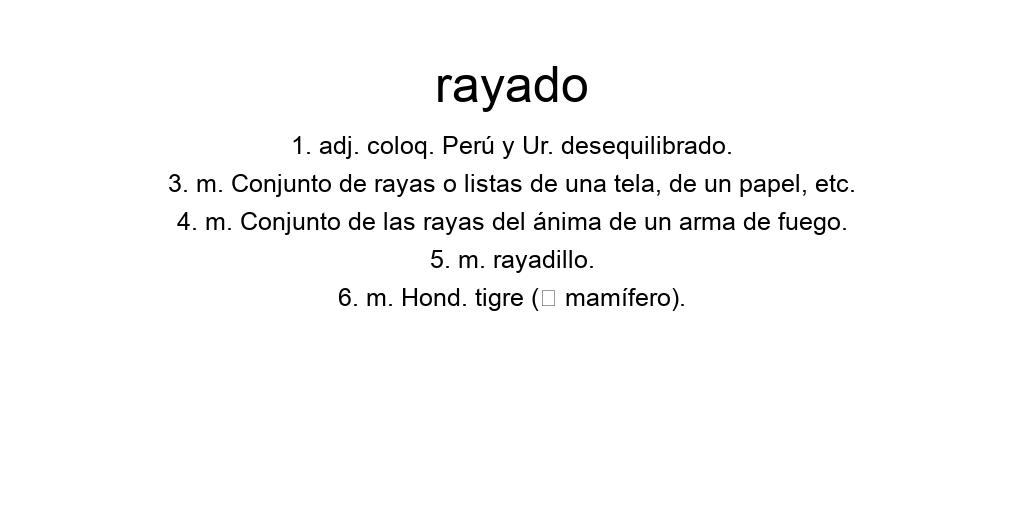 rayado
1. adj. coloq. Perú y Ur. desequilibrado.
3. m. Conjunto de rayas o listas de una tela, de un papel, etc.
4. m. Conjunto de las rayas del ánima de un arma de fuego.
5. m. rayadillo.
6. m. Hond. tigre (□ mamífero).